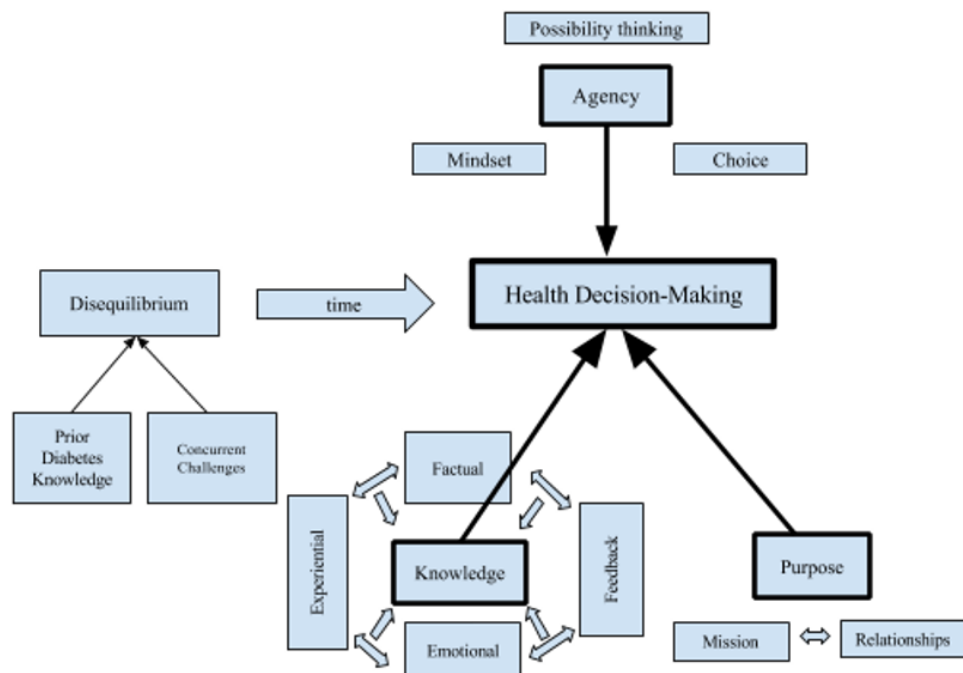 Possibility thinking
Agency
Mindset
Choice
Health Decision-Making
Disequilibrium
time
Prior
Diabetes
Knowledge
Concurrent
Challenges
Factual
Experiential
Knowledge
Feedback
Emotional
Purpose
Mission
Relationships